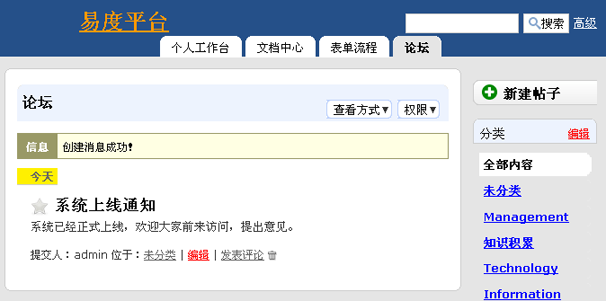 易度平台
搜索 高级
个人工作台 文档中心 表单流程 论坛
论坛
查看方式▾ 权限▾
信息 创建消息成功!
今天
系统上线通知
系统已经正式上线，欢迎大家前来访问，提出意见。
提交人：admin 位于：未分类 | 编辑 | 发表评论
新建帖子
分类 编辑
全部内容
未分类
Management
知识积累
Technology
Information